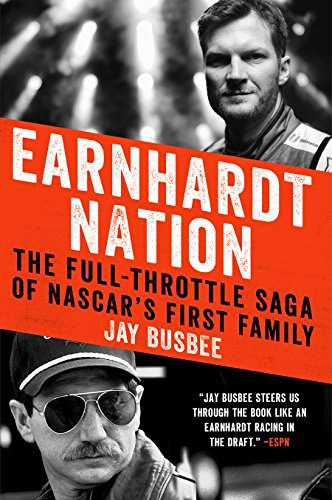 EARNHARDT
NATION
THE FULL-THROTTLE SAGA
OF NASCAR'S FIRST FAMILY
JAY BUSBEE
"JAY BUSBEE STEERS US
THROUGH THE BOOK LIKE AN
EARNHARDT RACING IN
THE DRAFT." –ESPN